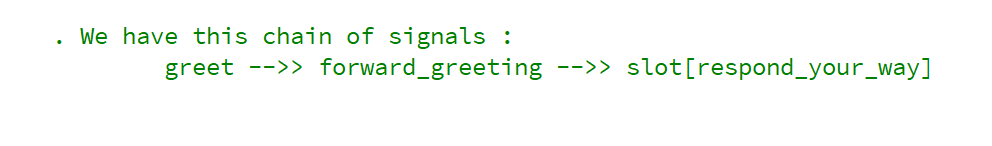 . We have this chain of signals :
greet -->> forward_greeting -->> slot[respond_your_way]